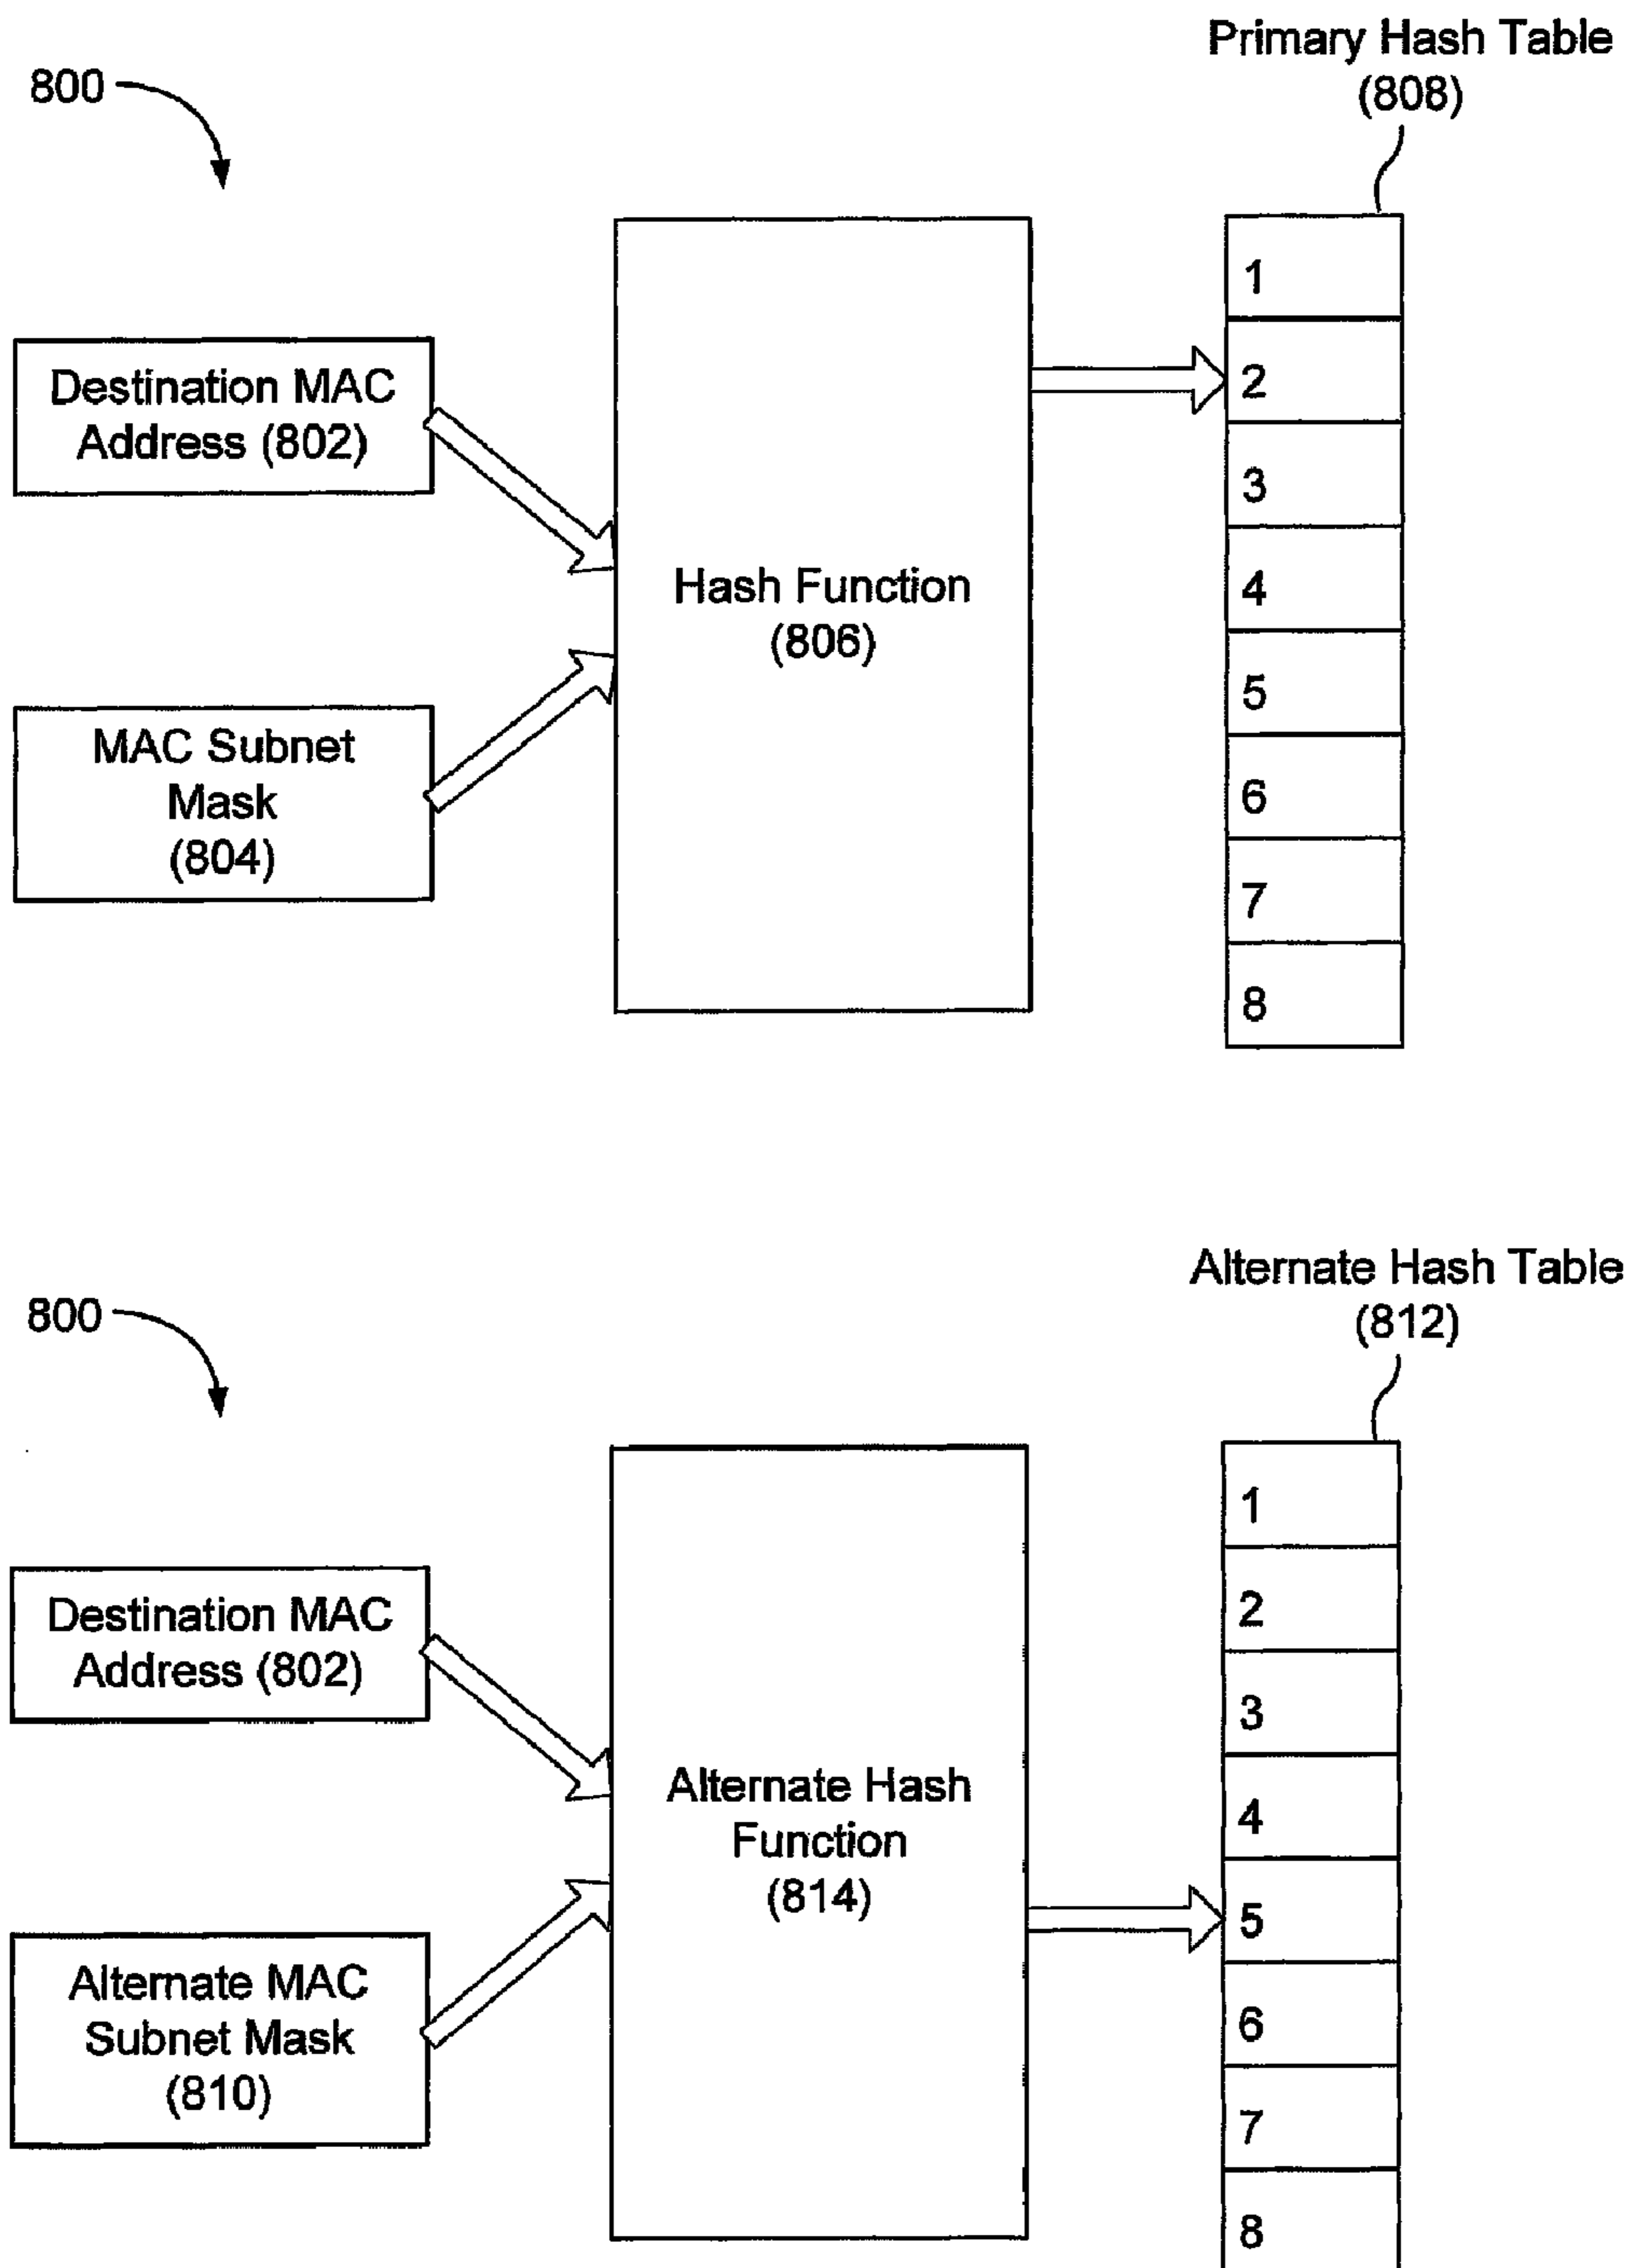 Primary Hash Table
(808)
800
Destination MAC
Address (802)
MAC Subnet
Mask
(804)
Hash Function
(806)
1
2
3
4
5
6
7
8
Alternate Hash Table
(812)
800
Destination MAC
Address (802)
Alternate MAC
Subnet Mask
(810)
Alternate Hash
Function
(814)
1
2
3
4
5
6
7
8